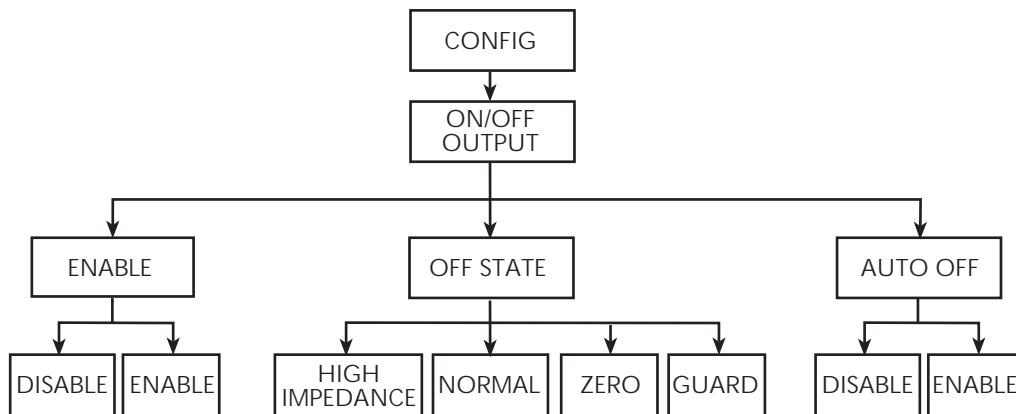 CONFIG
ON/OFF
OUTPUT
ENABLE
OFF STATE
AUTO OFF
DISABLE
ENABLE
HIGH
IMPEDANCE
NORMAL
ZERO
GUARD
DISABLE
ENABLE